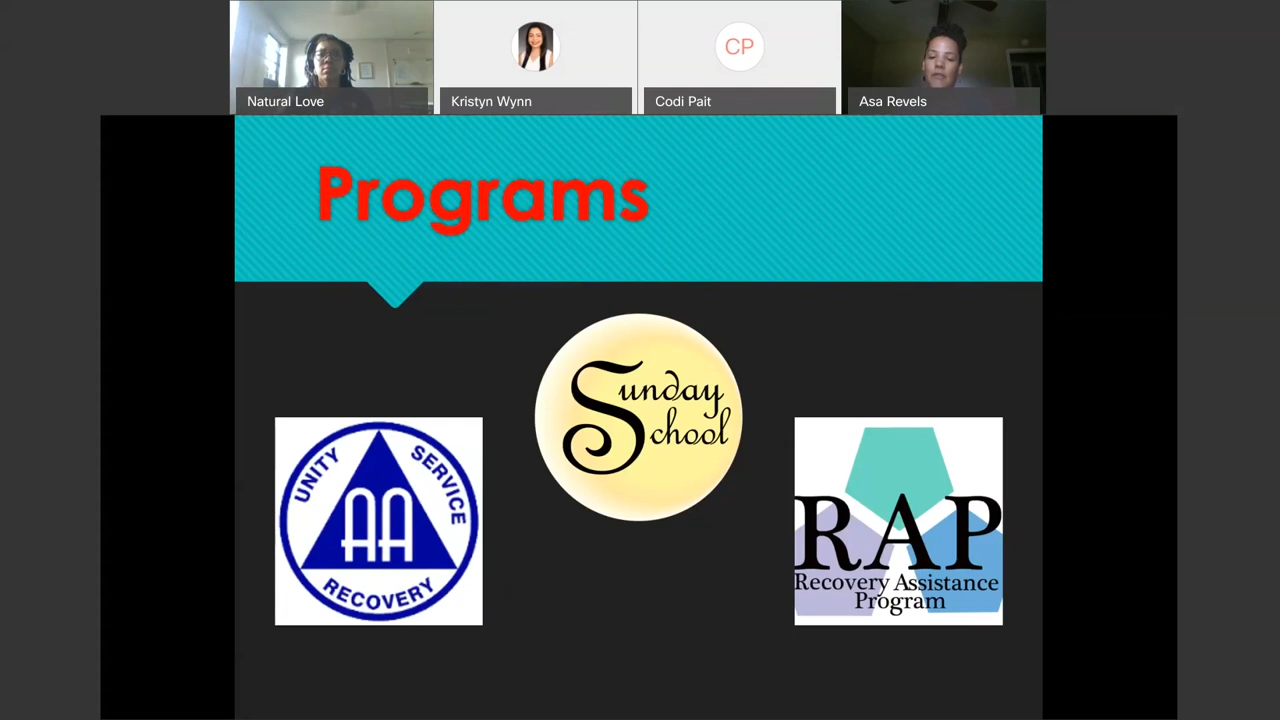 Natural Love
Kristyn Wynn
CP
Codi Pait
Asa Revels
Programs
Sunday
School
UNITY
SERVICE
AA
RECOVERY
RAP
Recovery Assistance
Program